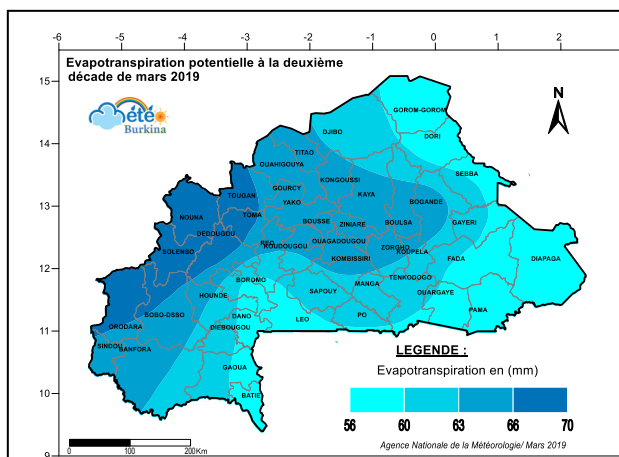 -6 -5 -4 -3 -2 -1 0 1 2
Evapotranspiration potentielle à la deuxième
décade de mars 2019
été
Burkina
N
15
14
13
12
11
10
9
GOROM-GOROM
DJIBO
DORI
TITAO
OUAHIGOUYA
SEBBA
KONGOUSSI
GOURCY
TOUGAN
KAYA
YAKO
BOGANDE
NOUNA
TOMA
BOUSSE
ZINIARE
BOULSA
GAYERI
DEDOUGOU
REO
KOUDOUGOU
OUAGADOUGOU
ZORGHO
KOUPELA
SOLENSO
KOMBISSIRI
FADA
DIAPAGA
BOROMO
TENKODOGO
MANGA
HOUNDE
SAPOUY
OUARGAYE
BOBO-DSSO
DANO
LEO
PO
PAMA
ORODARA
DIEBOUGOU
SINDOU
BANFORA
GAOUA
BATIE
LEGENDE :
Evapotranspiration en (mm)
56 60 63 66 70
0 100 200Km
Agence Nationale de la Météorologie/ Mars 2019